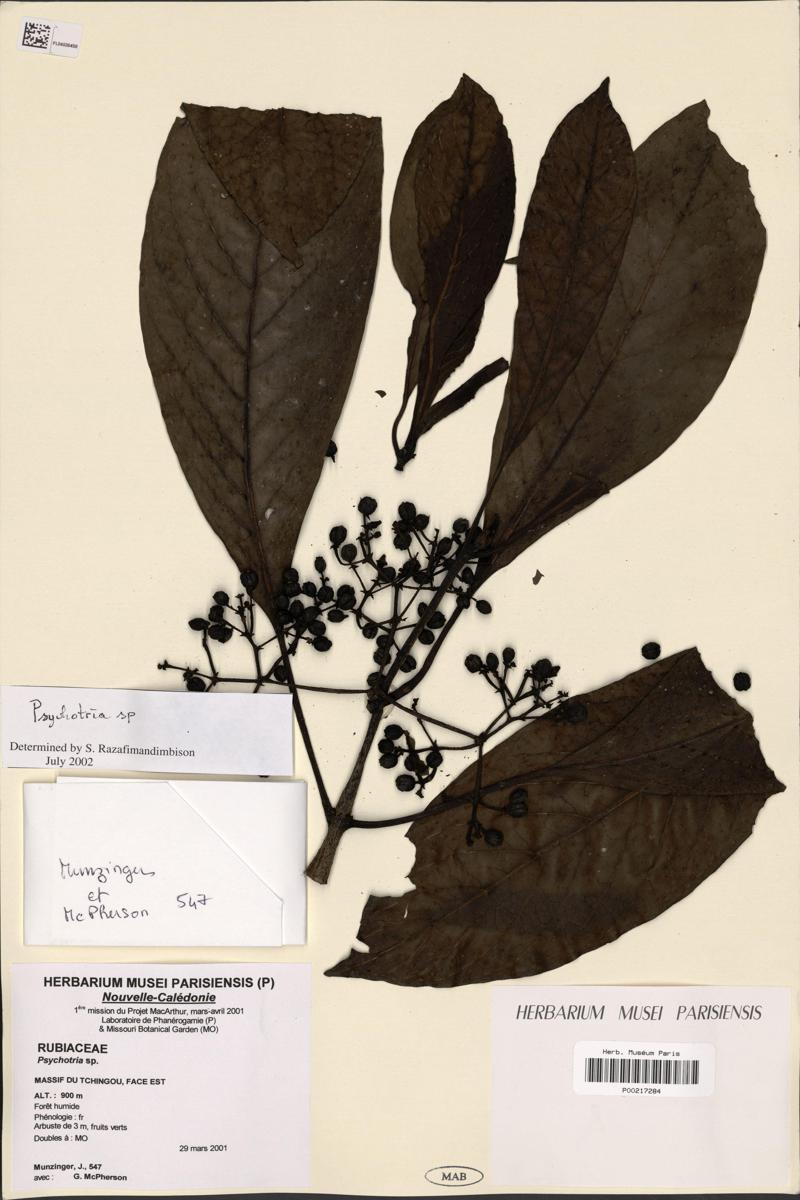 Psychotria sp
Determined by S. Razafimandimbison
July 2002
Munzinger
et
McPherson 547
HERBARIUM MUSEI PARISIENSIS (P)
Nouvelle-Calédonie
1ère mission du Projet MacArthur, mars-avril 2001
Laboratoire de Phanérogamie (P)
& Missouri Botanical Garden (MO)
RUBIACEAE
Psychotria sp.
MASSIF DU TCHINGOU, FACE EST
ALT. : 900 m
Forêt humide
Phénologie : fr
Arbuste de 3 m, fruits verts
Doubles à : MO
29 mars 2001
Munzinger, J., 547
avec : G. McPherson
MAB
HERBARIUM MUSEI PARISIENSIS
Herb. Muséum Paris
P00217284